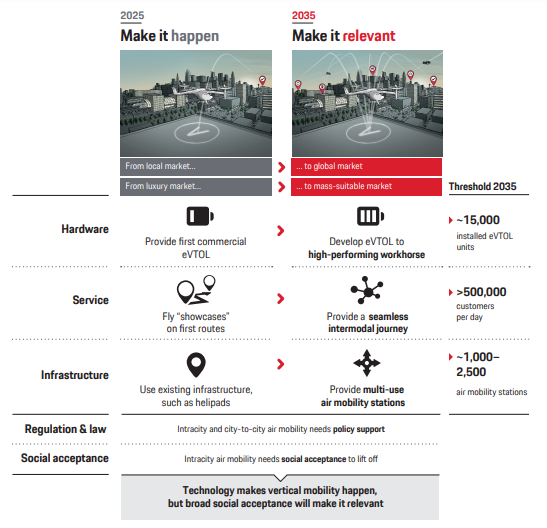 2025
Make it happen
2035
Make it relevant
From local market...
... to global market
From luxury market...
... to mass-suitable market
Threshold 2035
Hardware
Provide first commercial
eVTOL
Develop eVTOL to
high-performing workhorse
~15,000
installed eVTOL
units
Service
Fly “showcases”
on first routes
Provide a seamless
intermodal journey
>500,000
customers
per day
Infrastructure
Use existing infrastructure,
such as helipads
Provide multi-use
air mobility stations
~1,000–
2,500
air mobility stations
Regulation & law
Intracity and city-to-city air mobility needs policy support
Social acceptance
Intracity air mobility needs social acceptance to lift off
Technology makes vertical mobility happen,
but broad social acceptance will make it relevant